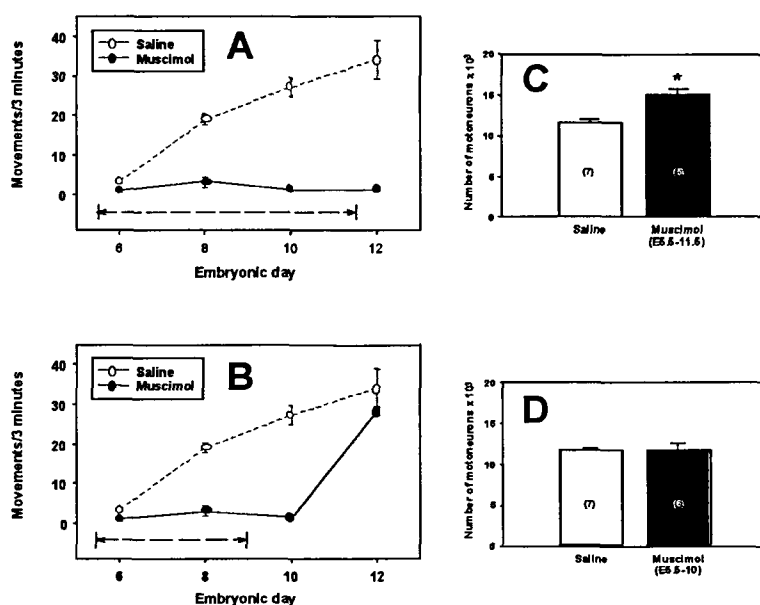 A
Saline
Muscimol
Movements/3 minutes
40
30
20
10
0
6
8
10
12
Embryonic day
C
*
Number of motoneurons x 10³
20
15
10
5
0
(7)
(5)
Saline
Muscimol
(E5.5-11.5)
B
Saline
Muscimol
Movements/3 minutes
40
30
20
10
0
6
8
10
12
Embryonic day
D
Number of motoneurons x 10³
20
15
10
5
0
(7)
(6)
Saline
Muscimol
(E5.5-10)